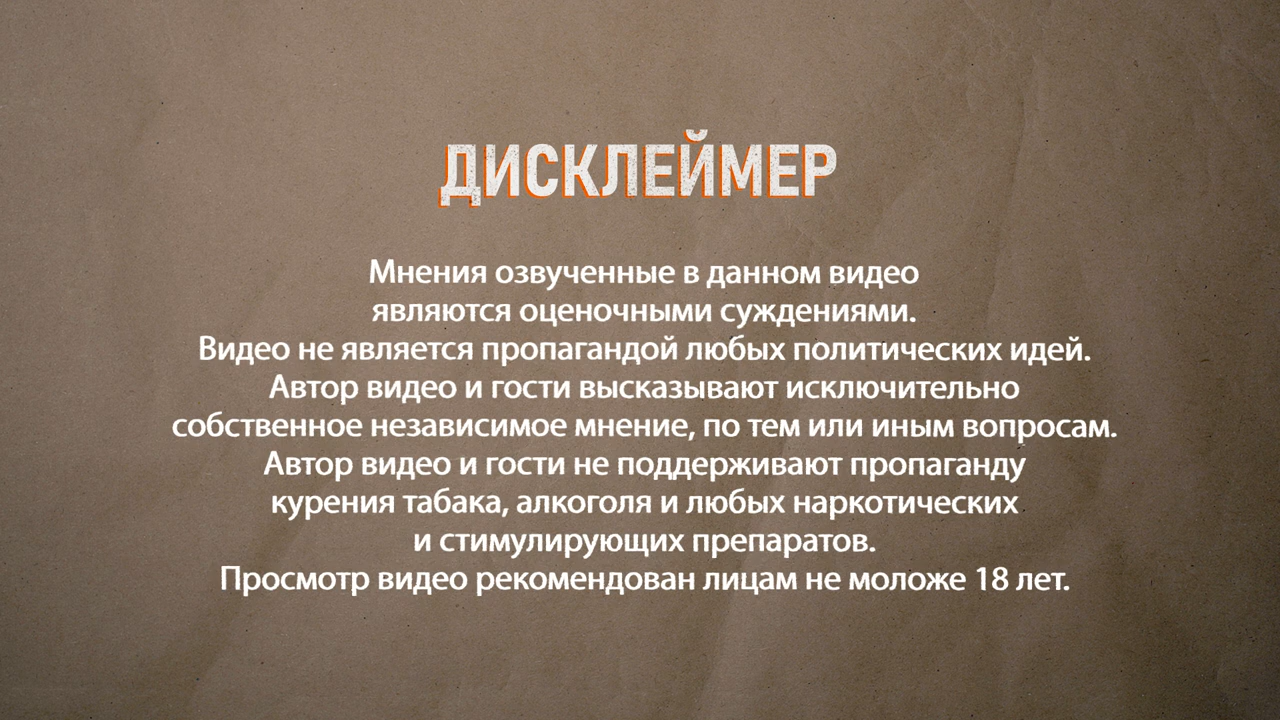 ДИСКЛЕЙМЕР
Мнения озвученные в данном видео
являются оценочными суждениями.
Видео не является пропагандой любых политических идей.
Автор видео и гости высказывают исключительно
собственное независимое мнение, по тем или иным вопросам.
Автор видео и гости не поддерживают пропаганду
курения табака, алкоголя и любых наркотических
и стимулирующих препаратов.
Просмотр видео рекомендован лицам не моложе 18 лет.